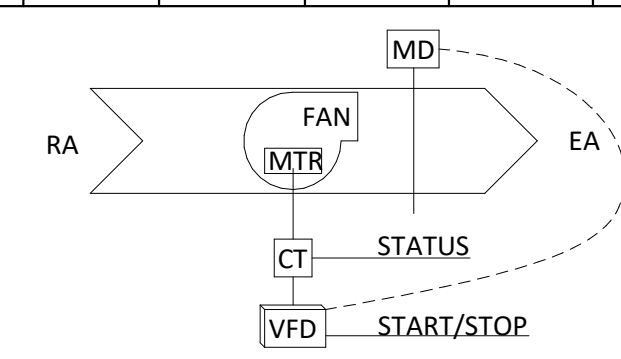 MD
FAN
RA
EA
MTR
STATUS
CT
START/STOP
VFD